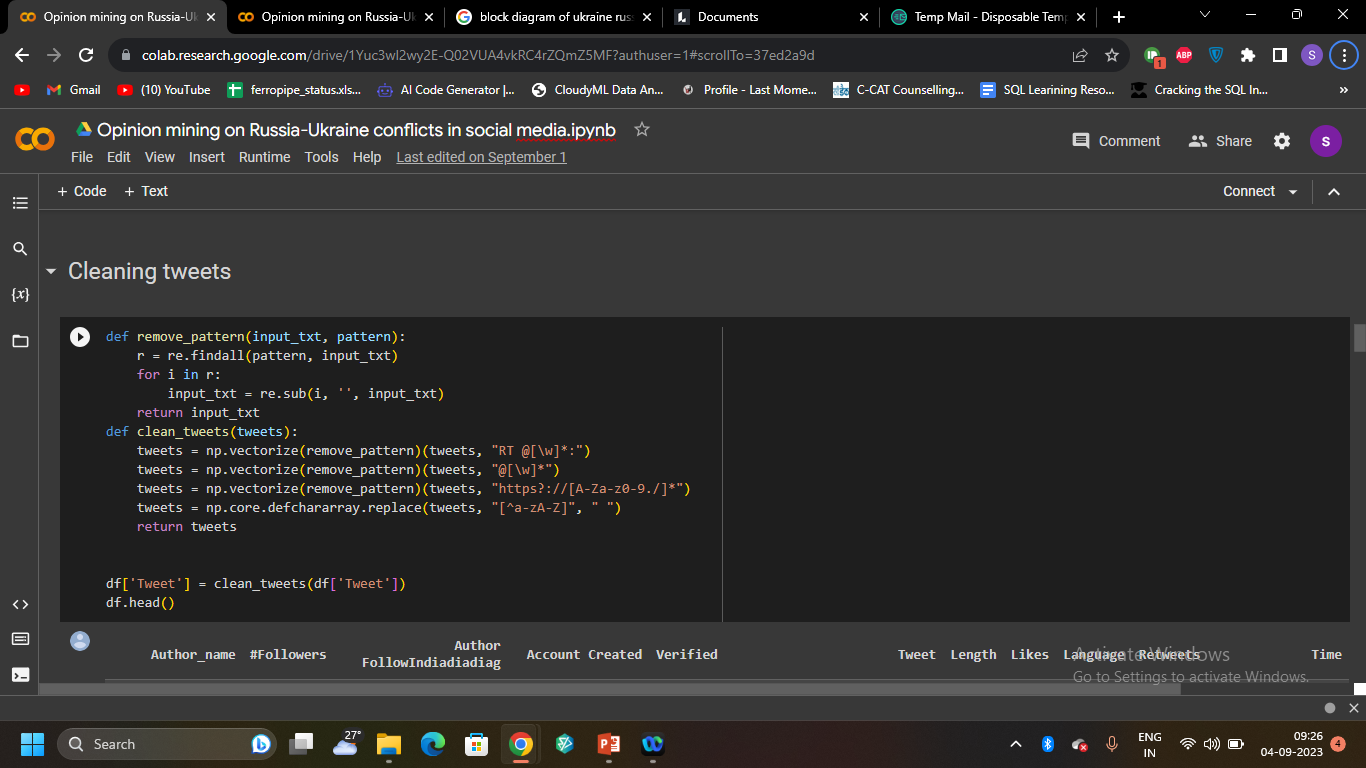 Opinion mining on Russia-Uk
Opinion mining on Russia-Uk
block diagram of ukraine rus
Documents
Temp Mail - Disposable Temp
colab.research.google.com/drive/1Yuc3wl2wy2E-Q02VUA4vkRC4rZQmZ5MF?authuser=1#scrollTo=37ed2a9d
1
ABP
S
Gmail
(10) YouTube
ferropipe_status.xls...
AI Code Generator |...
CloudyML Data An...
Profile - Last Mome...
C-CAT Counselling...
SQL Learining Reso...
Cracking the SQL In...
»
Opinion mining on Russia-Ukraine conflicts in social media.ipynb
File Edit View Insert Runtime Tools Help Last edited on September 1
Comment
Share
S
+ Code + Text
Connect
{x}
Cleaning tweets
def remove_pattern(input_txt, pattern):
    r = re.findall(pattern, input_txt)
    for i in r:
        input_txt = re.sub(i, '', input_txt)
    return input_txt
def clean_tweets(tweets):
    tweets = np.vectorize(remove_pattern)(tweets, "RT @[\w]*:")
    tweets = np.vectorize(remove_pattern)(tweets, "@[\w]*")
    tweets = np.vectorize(remove_pattern)(tweets, "https?://[A-Za-z0-9./]*")
    tweets = np.core.defchararray.replace(tweets, "[^a-zA-Z]", " ")
    return tweets
df['Tweet'] = clean_tweets(df['Tweet'])
df.head()
Author_name #Followers Author FollowIndiadiadiag Account Created Verified Tweet Length Likes Language Retweets Time
Activate Windows
Go to Settings to activate Windows.
Search
27°
ENG
IN
09:26
04-09-2023
4